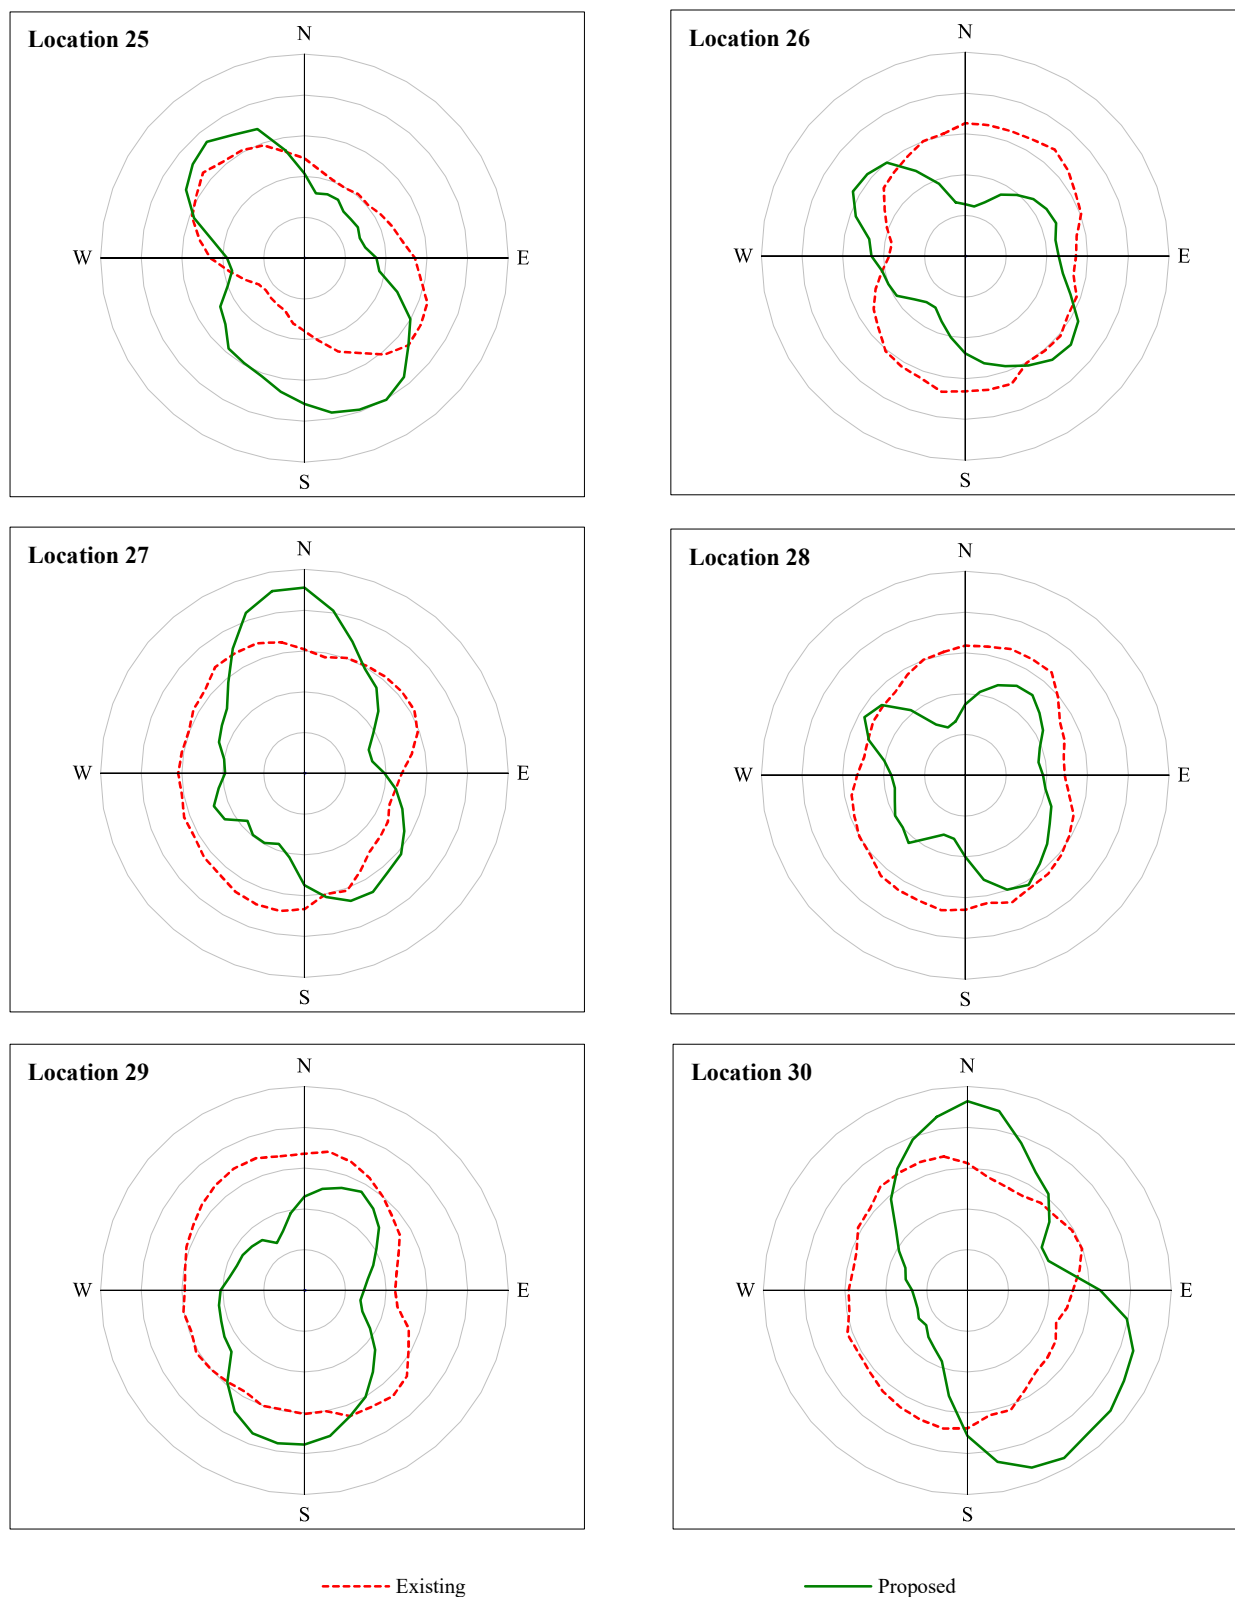 Location 25
N
W
E
S
Location 26
N
W
E
S
Location 27
N
W
E
S
Location 28
N
W
E
S
Location 29
N
W
E
S
Location 30
N
W
E
S
Existing
Proposed